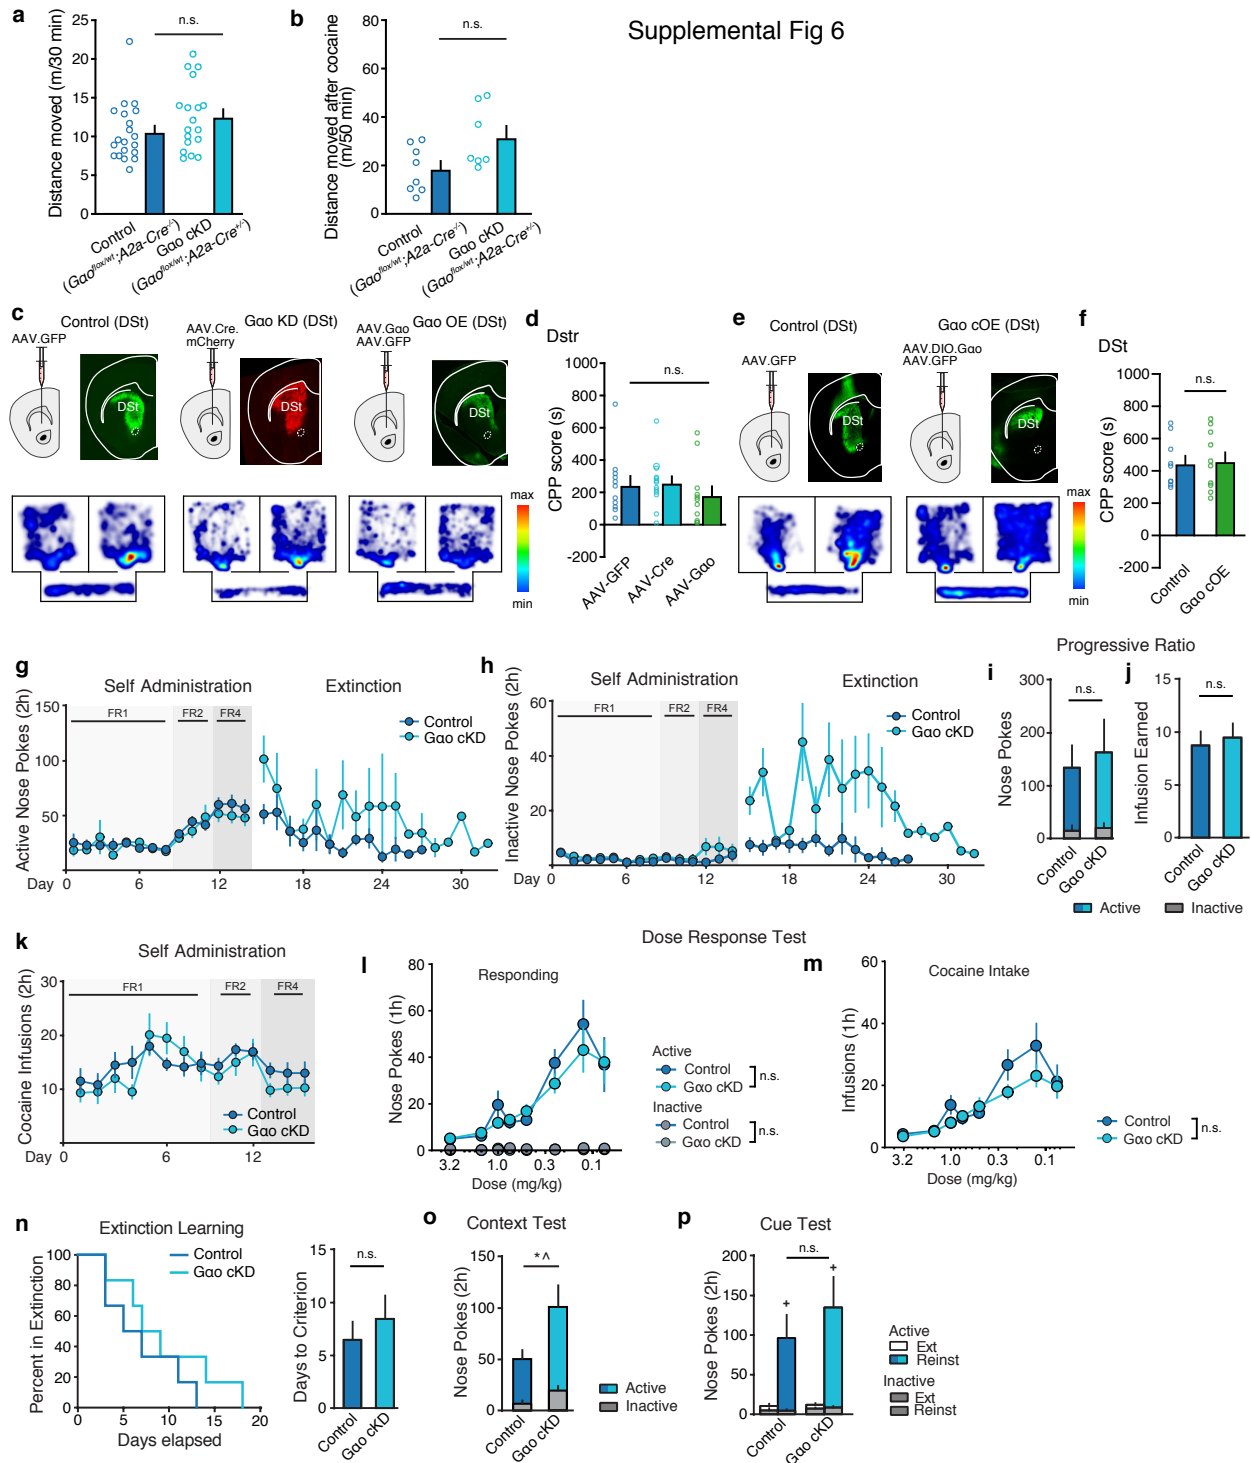 Supplemental Fig 6
a
n.s.
Distance moved (m/30 min)
25
20
15
10
5
0
Control
(Gαo^flox/wt;A2a-Cre^-/-)
Gαo cKD
(Gαo^flox/wt;A2a-Cre^+/-)
b
n.s.
Distance moved after cocaine
(m/50 min)
80
60
40
20
0
Control
(Gαo^flox/wt;A2a-Cre^-/-)
Gαo cKD
(Gαo^flox/wt;A2a-Cre^+/-)
c
Control (DSt)
AAV.GFP
DSt
Gαo KD (DSt)
AAV.Cre.
mCherry
DSt
Gαo OE (DSt)
AAV.Gαo
AAV.GFP
DSt
max
min
d
Dstr
n.s.
CPP score (s)
1000
800
600
400
200
0
-200
AAV-GFP
AAV-Cre
AAV-Gαo
e
Control (DSt)
AAV.GFP
DSt
Gαo cOE (DSt)
AAV.DIO.Gαo
AAV.GFP
DSt
max
min
f
DSt
n.s.
CPP score (s)
1000
800
600
400
200
0
-200
Control
Gαo cOE
g
Self Administration
Extinction
FR1
FR2
FR4
Control
Gαo cKD
Active Nose Pokes (2h)
150
100
50
Day
0
6
12
18
24
30
h
Self Administration
Extinction
FR1
FR2
FR4
Control
Gαo cKD
Inactive Nose Pokes (2h)
60
40
20
Day
0
6
12
18
24
30
Progressive Ratio
i
n.s.
Nose Pokes
300
200
100
0
Control
Gαo cKD
j
n.s.
Infusion Earned
15
10
5
0
Control
Gαo cKD
Active
Inactive
k
Self Administration
FR1
FR2
FR4
Cocaine Infusions (2h)
30
20
10
Control
Gαo cKD
Day
0
6
12
Dose Response Test
l
Responding
Nose Pokes (1h)
80
60
40
20
0
3.2
1.0
0.3
0.1
Dose (mg/kg)
Active
Control
Gαo cKD
n.s.
Inactive
Control
Gαo cKD
n.s.
m
Cocaine Intake
Infusions (1h)
60
40
20
0
3.2
1.0
0.3
0.1
Dose (mg/kg)
Control
Gαo cKD
n.s.
n
Extinction Learning
Control
Gαo cKD
Percent in Extinction
100
80
60
40
20
0
0
5
10
15
20
Days elapsed
n.s.
Days to Criterion
15
10
5
0
Control
Gαo cKD
o
Context Test
* ^
Nose Pokes (2h)
150
100
50
0
Control
Gαo cKD
Active
Inactive
p
Cue Test
n.s.
+
+
Nose Pokes (2h)
200
150
100
50
0
Control
Gαo cKD
Active
Ext
Reinst
Inactive
Ext
Reinst